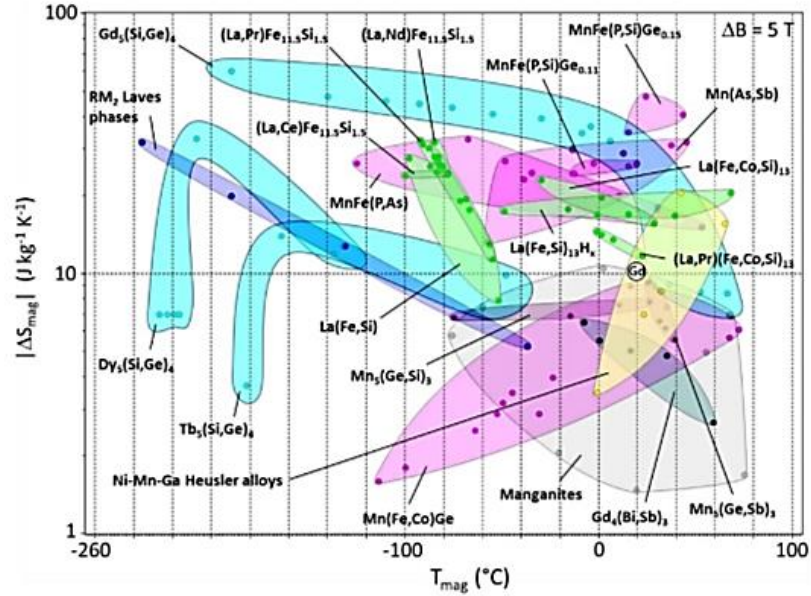 100
Gd₅(Si,Ge)₄
(La,Pr)Fe₁₁.₅Si₁.₅
(La,Nd)Fe₁₁.₅Si₁.₅
MnFe(P,Si)Ge₀.₁₅
ΔB = 5 T
MnFe(P,Si)Ge₀.₁₁
RM₂ Laves
phases
Mn(As,Sb)
(La,Ce)Fe₁₁.₅Si₁.₅
La(Fe,Co,Si)₁₃
MnFe(P,As)
La(Fe,Si)₁₃Hₓ
(La,Pr)(Fe,Co,Si)₁₃
|ΔSmag| (J kg⁻¹ K⁻¹)
10
Gd
La(Fe,Si)
Dy₅(Si,Ge)₄
Mn₅(Ge,Si)₃
Tb₅(Si,Ge)₄
Ni-Mn-Ga Heusler alloys
Manganites
Mn₅(Ge,Sb)₃
Mn(Fe,Co)Ge
Gd₄(Bi,Sb)₃
1
-260
-100
0
100
Tmag (°C)